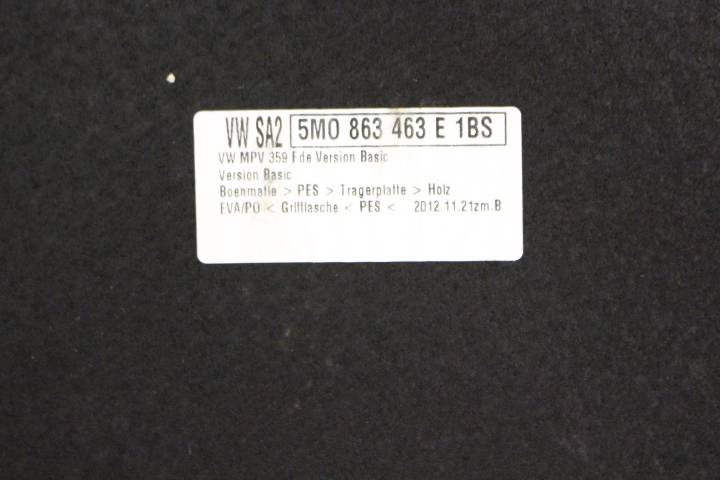 VW SA2 5M0 863 463 E 1BS
VW MPV 359 Fde Version Basic
Version Basic
Boenmatle > PES > Tragerplatte > Holz
EVA/PO < Grifflasche < PES < . 2012.11.21zm.B